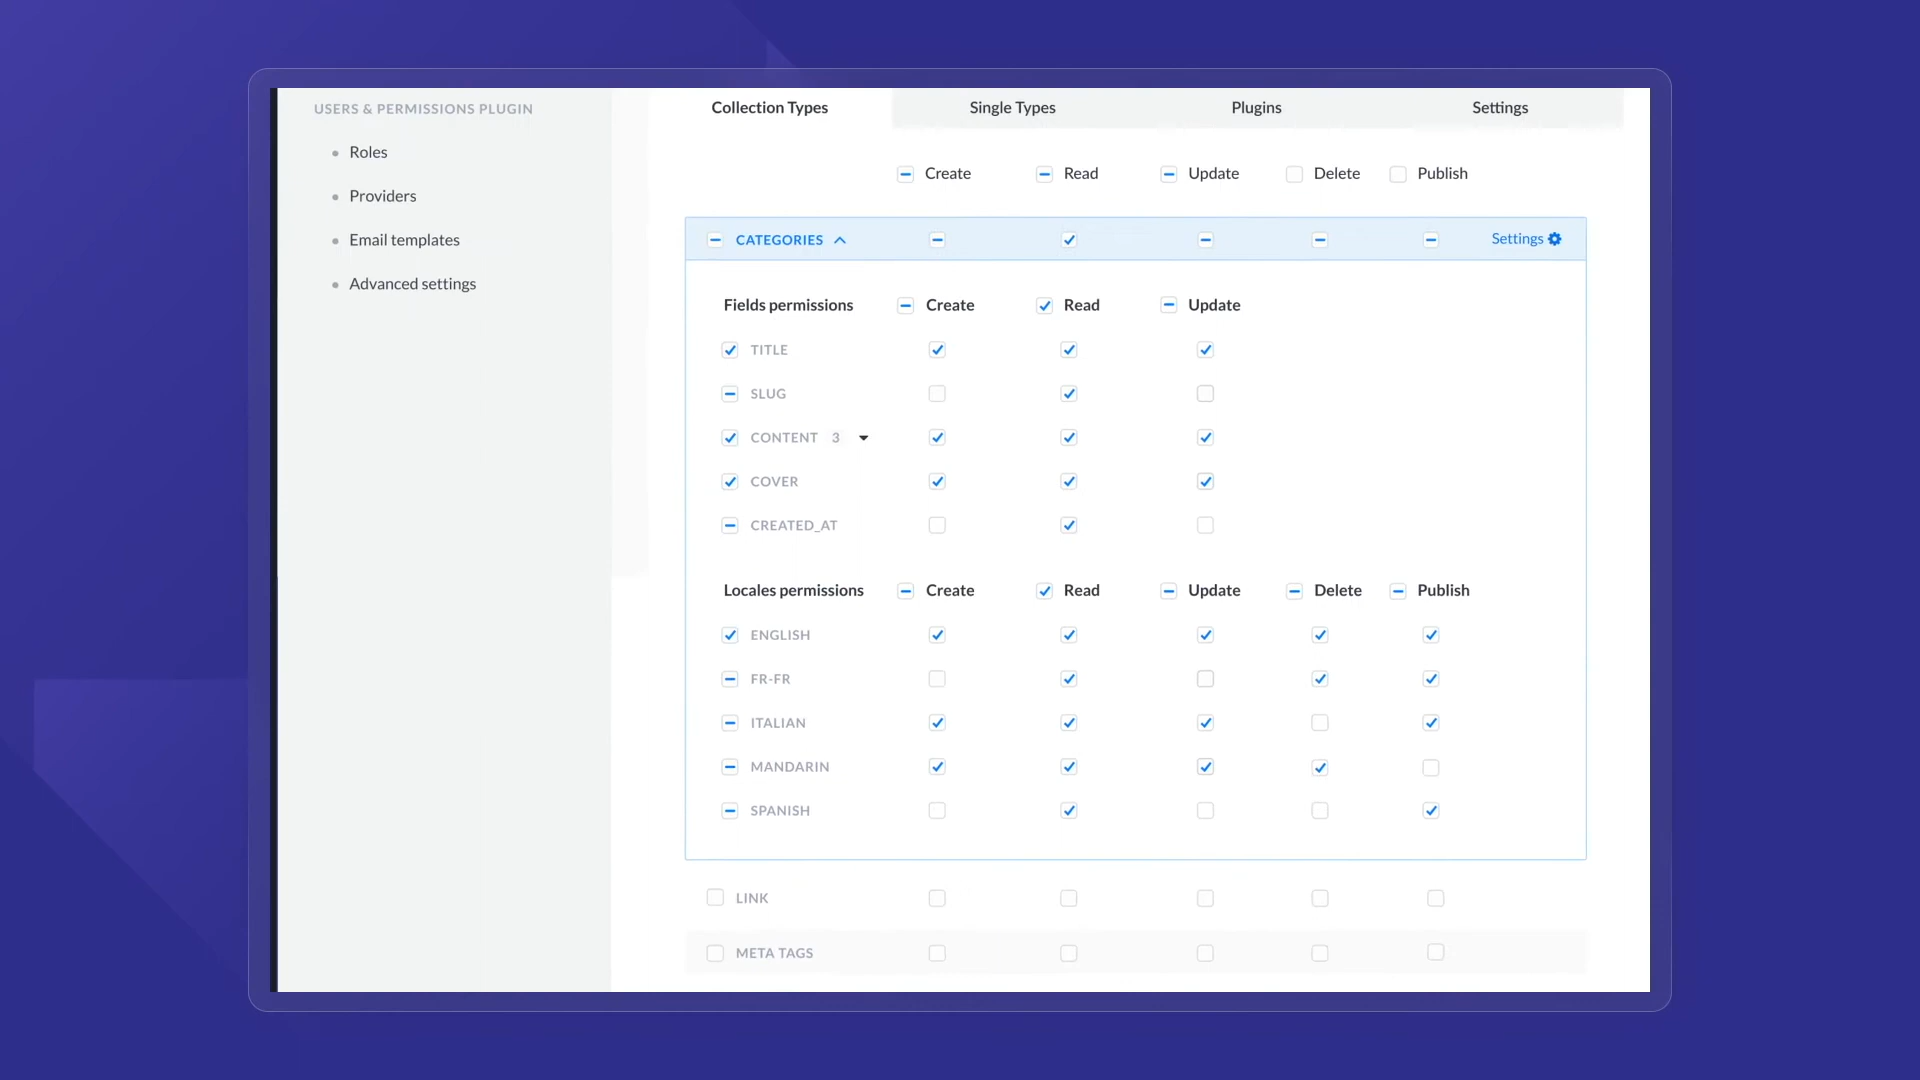 USERS & PERMISSIONS PLUGIN
Roles
Providers
Email templates
Advanced settings
Collection Types Single Types Plugins Settings
Create Read Update Delete Publish
CATEGORIES Settings
Fields permissions Create Read Update
TITLE
SLUG
CONTENT 3
COVER
CREATED_AT
Locales permissions Create Read Update Delete Publish
ENGLISH
FR-FR
ITALIAN
MANDARIN
SPANISH
LINK
META TAGS